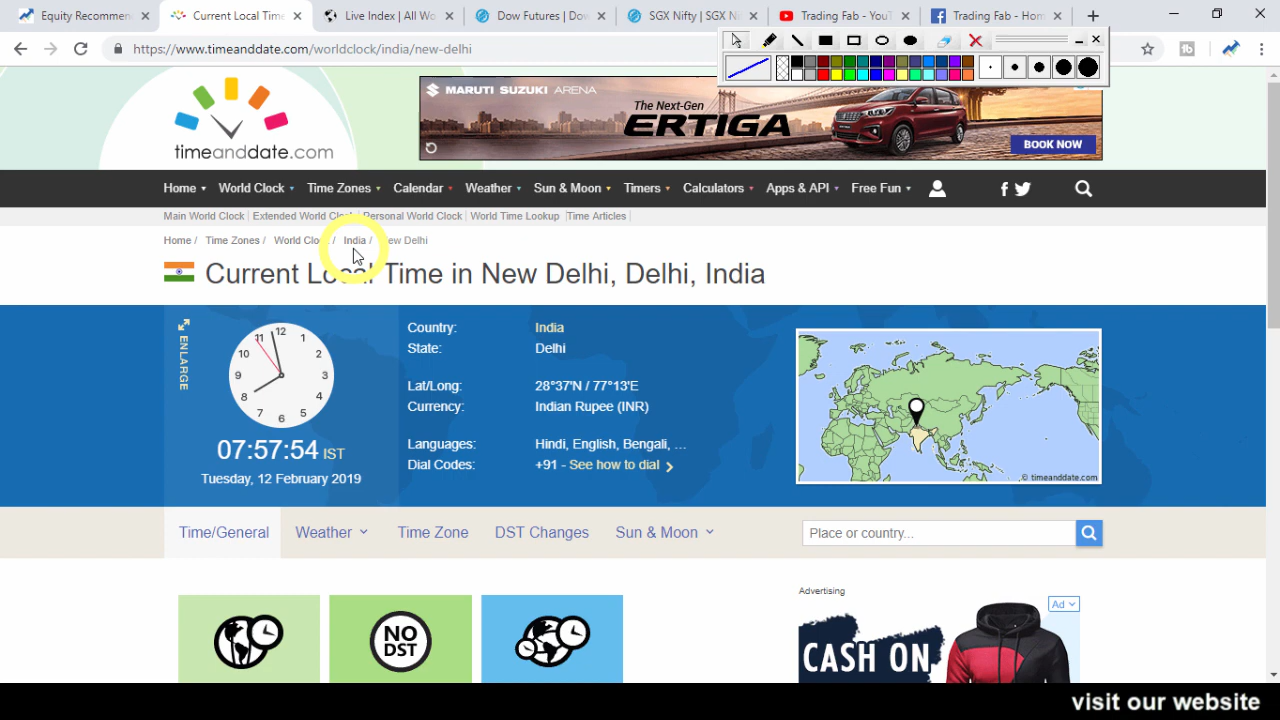 Equity Recommen
Current Local Time
Live Index | All Wo
Dow Futures | Dow
SGX Nifty | SGX N
Trading Fab - YouT
Trading Fab - Hom
https://www.timeanddate.com/worldclock/india/new-delhi
timeanddate.com
MARUTI SUZUKI ARENA
The Next-Gen
ERTIGA
BOOK NOW
Home World Clock Time Zones Calendar Weather Sun & Moon Timers Calculators Apps & API Free Fun
Main World Clock Extended World Clock Personal World Clock World Time Lookup Time Articles
Home / Time Zones / World Clock / India / New Delhi
Current Local Time in New Delhi, Delhi, India
ENLARGE
12
1
2
3
4
5
6
7
8
9
10
11
07:57:54 IST
Tuesday, 12 February 2019
Country: India
State: Delhi
Lat/Long: 28°37'N / 77°13'E
Currency: Indian Rupee (INR)
Languages: Hindi, English, Bengali, ...
Dial Codes: +91 - See how to dial
© timeanddate.com
Time/General Weather Time Zone DST Changes Sun & Moon
Place or country...
NO
DST
Advertising
Ad
CASH ON
visit our website